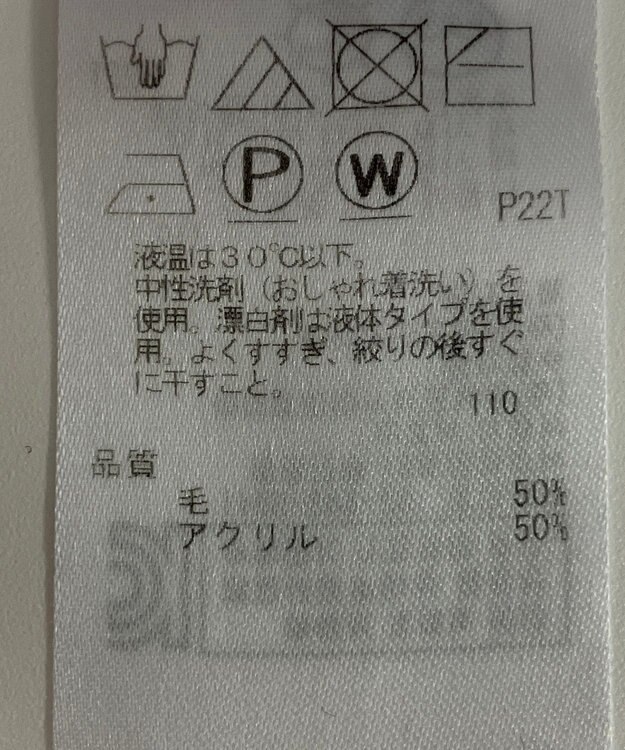 P
W
P22T
液温は30℃以下。
中性洗剤（おしゃれ着洗い）を
使用。漂白剤は液体タイプを使
用。よくすすぎ、絞りの後すぐ
に干すこと。
110
品質
毛 50%
アクリル 50%